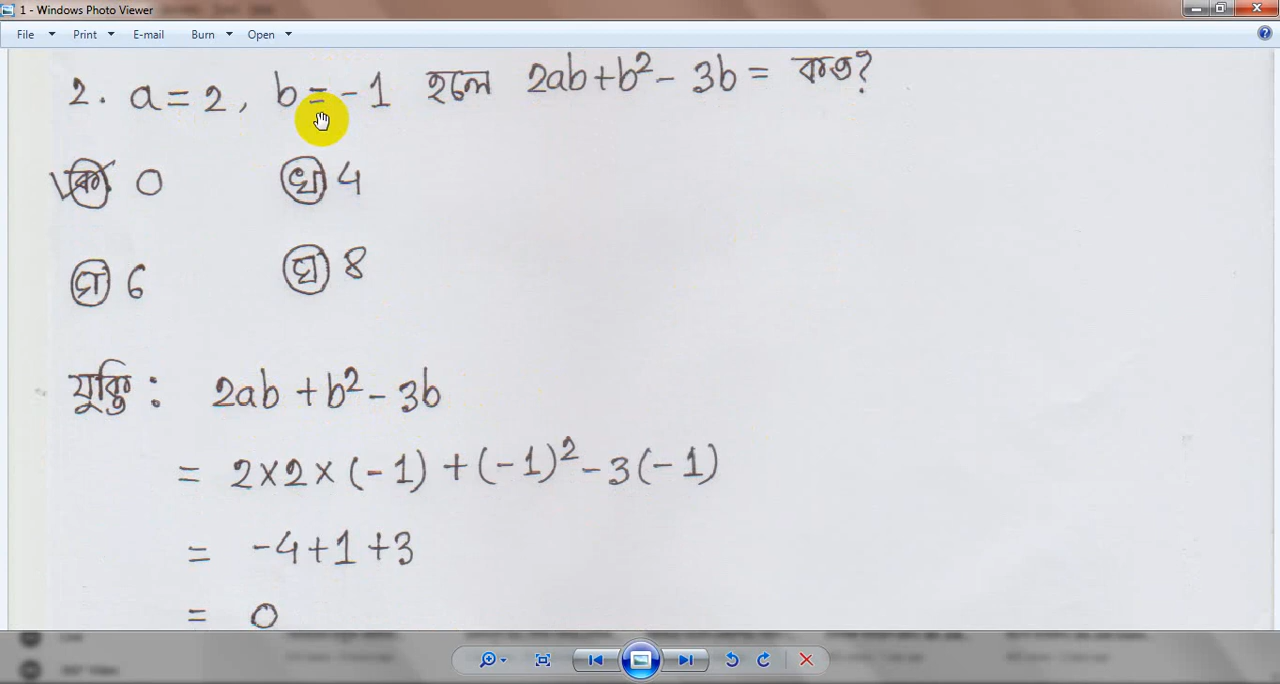 1 - Windows Photo Viewer
File Print E-mail Burn Open
2. a = 2, b = -1 হলে 2ab+b² - 3b = কত?
ক 0 খ 4
গ 6 ঘ 8
যুক্তি : 2ab + b² - 3b
= 2×2×(-1) + (-1)² - 3(-1)
= -4+1+3
= 0